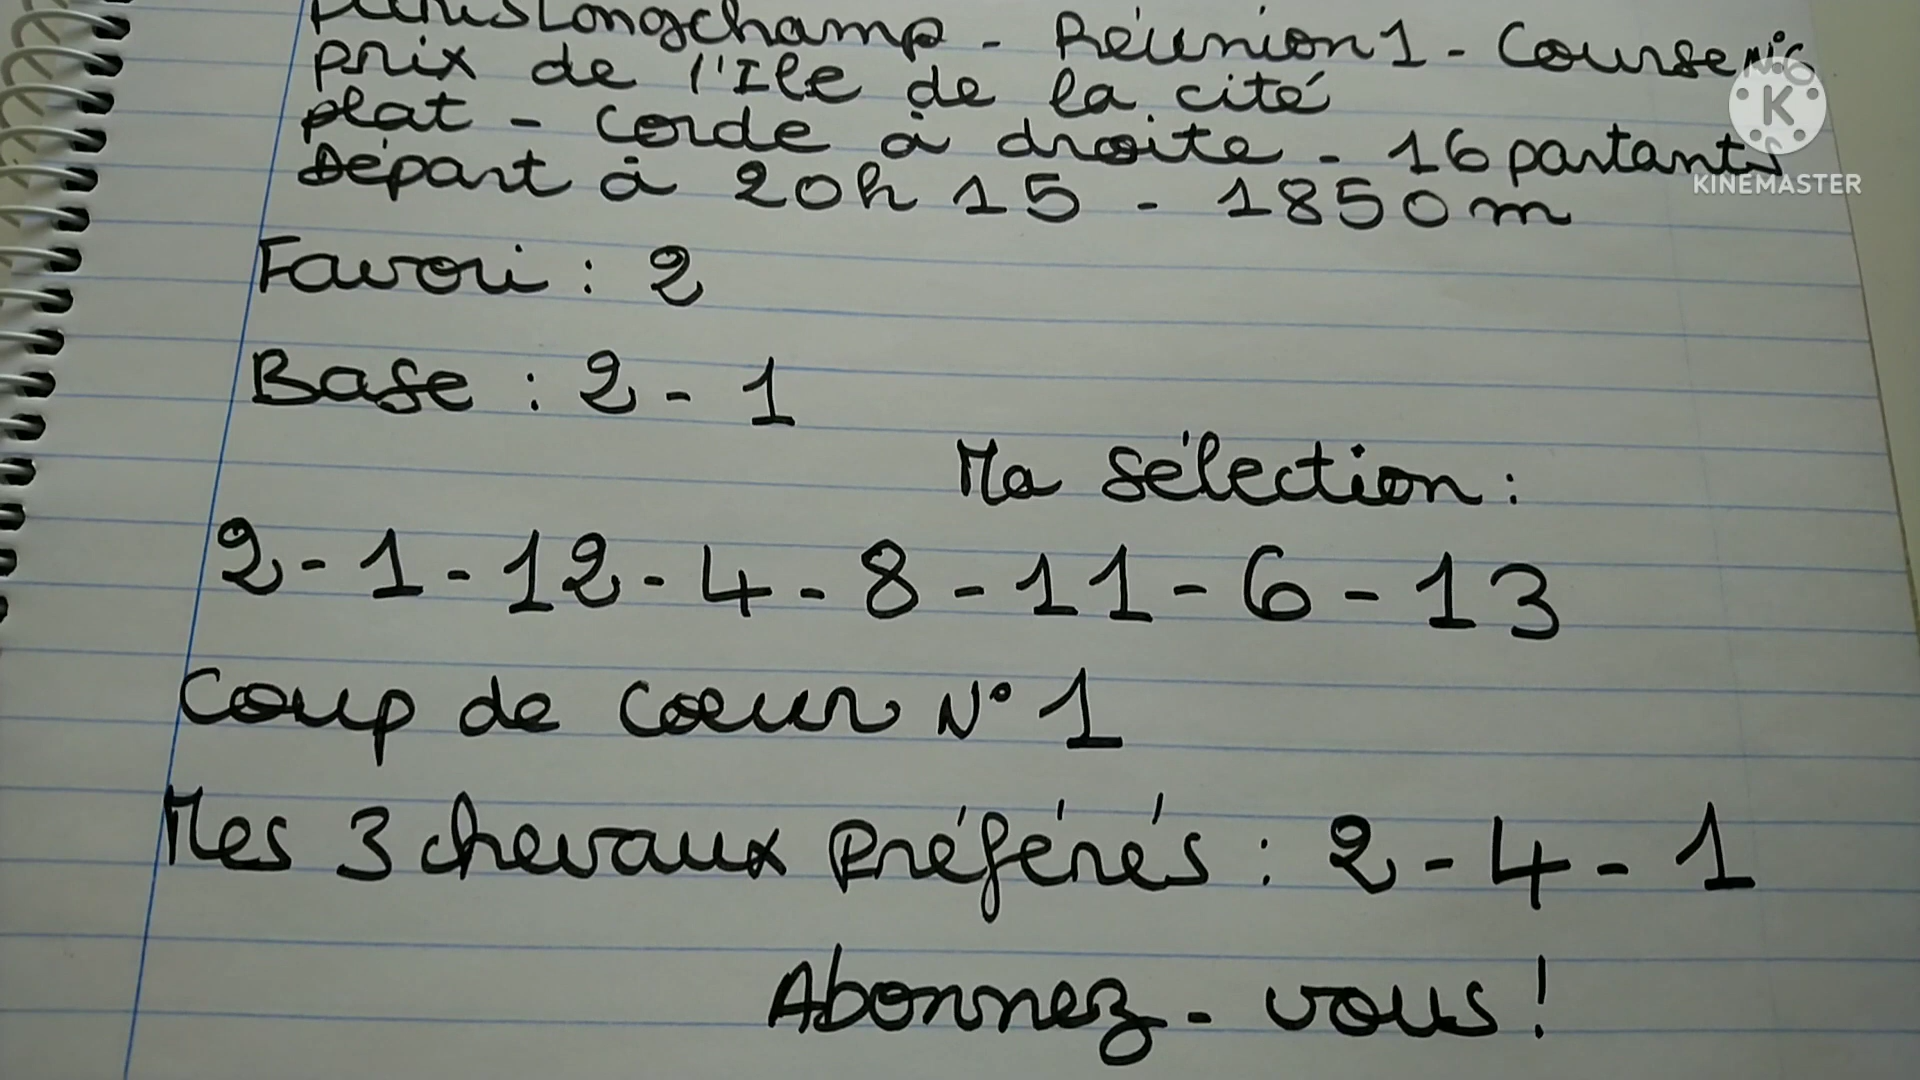 ParisLongchamp - Réunion 1 - Course N°
prix de l'Ile de la cité
plat - Corde à droite - 16 partants
Départ à 20h15 - 1850m
KINEMASTER
Favori : 2
Base : 2 - 1
Ma sélection :
2 - 1 - 12 - 4 - 8 - 11 - 6 - 13
Coup de cœur N° 1
Mes 3 chevaux préférés : 2 - 4 - 1
Abonnez-vous !